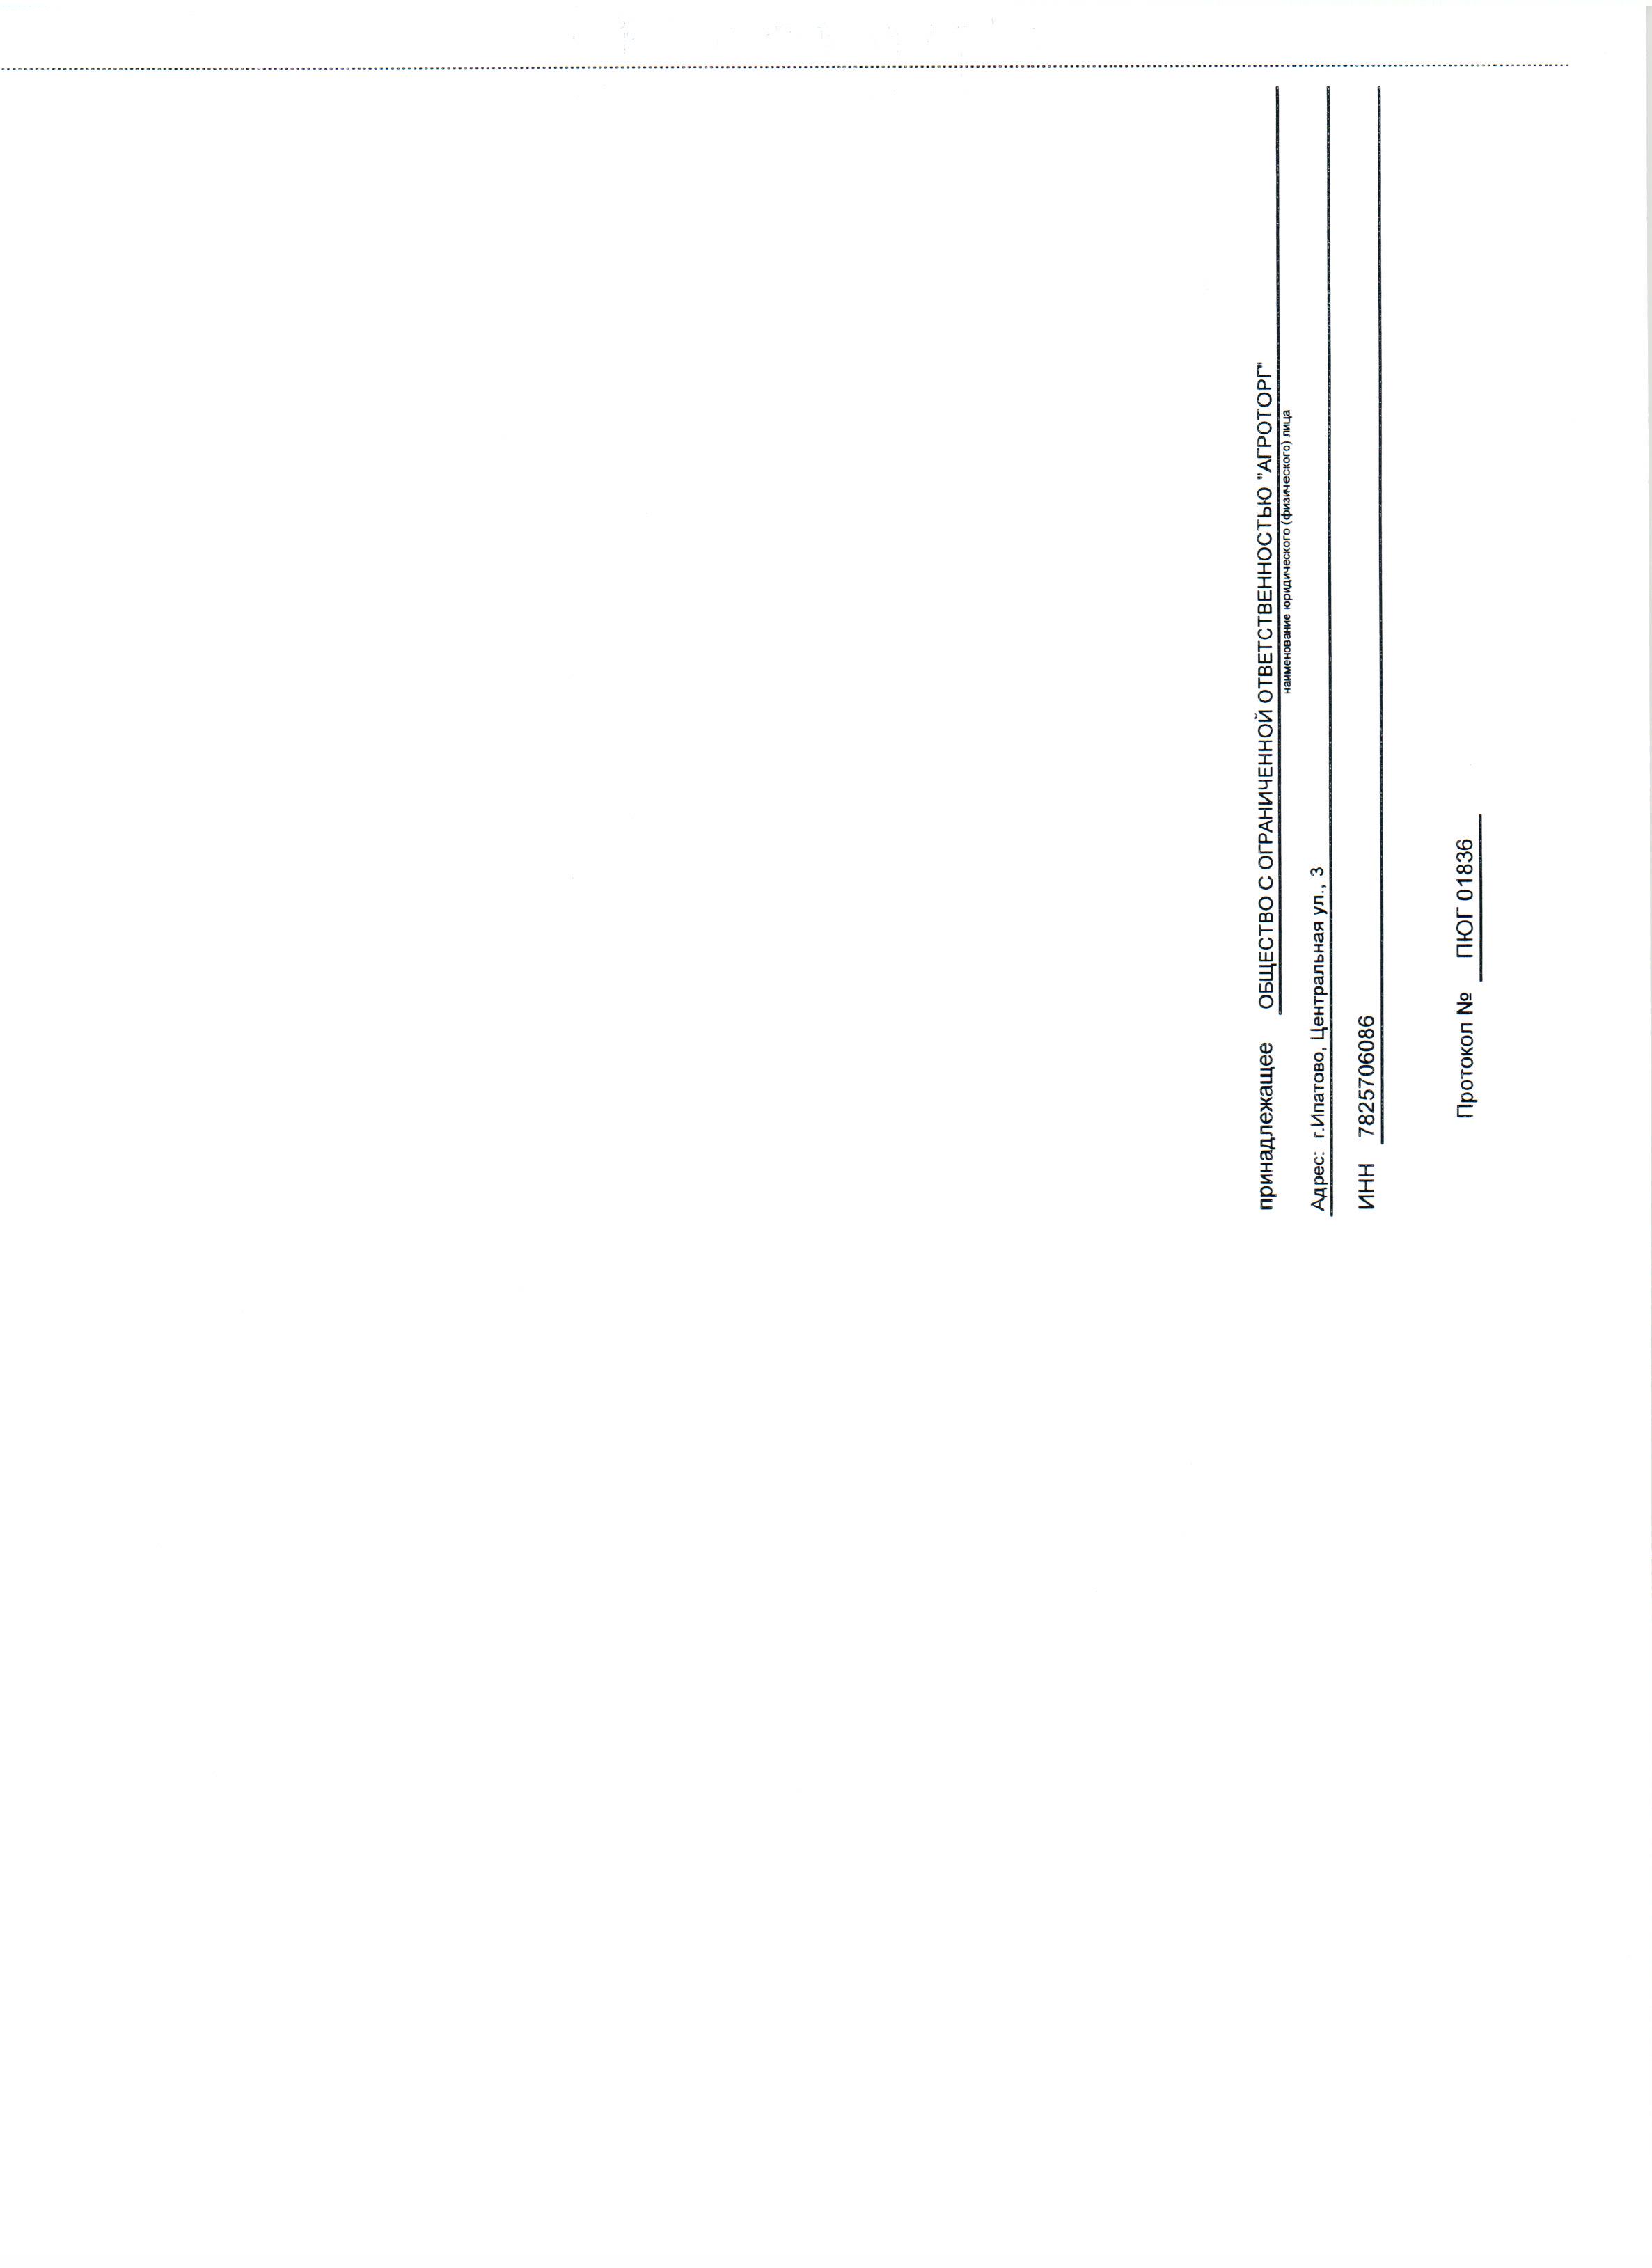 принадлежащее ОБЩЕСТВО С ОГРАНИЧЕННОЙ ОТВЕТСТВЕННОСТЬЮ "АГРОТОРГ"
наименование юридического (физического) лица
Адрес: г.Ипатово, Центральная ул., 3
ИНН 7825706086
Протокол № ПЮГ 01836